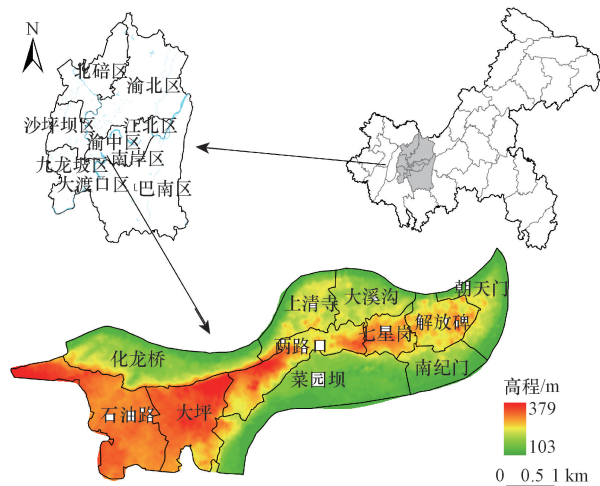 N
北碚区
渝北区
沙坪坝区
江北区
渝中区
九龙坡区
南岸区
大渡口区
巴南区
上清寺
大溪沟
朝天门
化龙桥
两路口
七星岗
解放碑
石油路
大坪
菜园坝
南纪门
高程/m
379
103
0 0.5 1 km